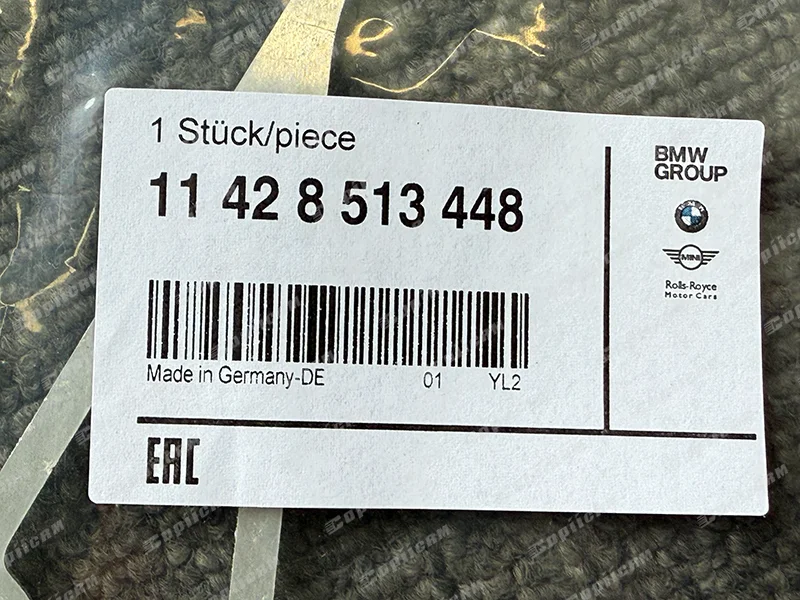 1 Stück/piece
11 42 8 513 448
Made in Germany-DE 01 YL2
EAC
BMW
GROUP
MINI
Rolls-Royce
Motor Cars